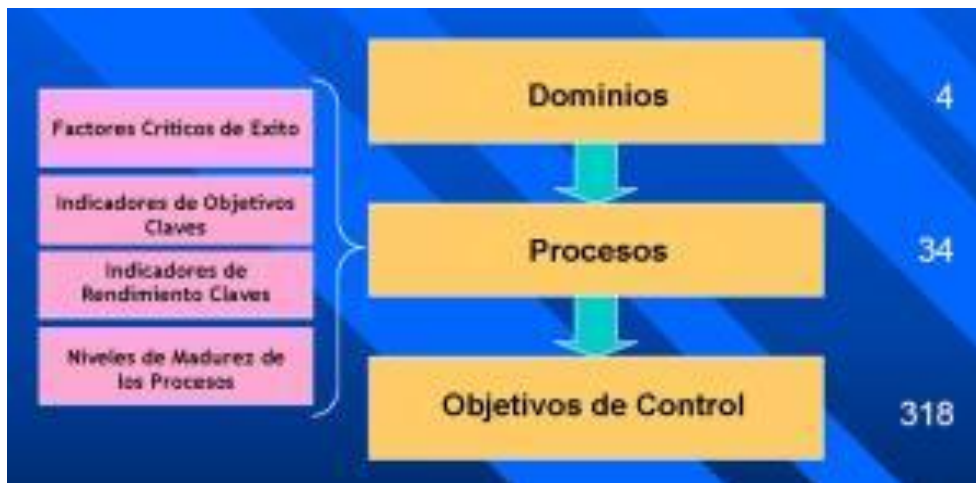 Dominios
4
Factores Críticos de Exito
Indicadores de Objetivos
Claves
Procesos
34
Indicadores de
Rendimiento Claves
Niveles de Madurez de
los Procesos
Objetivos de Control
318